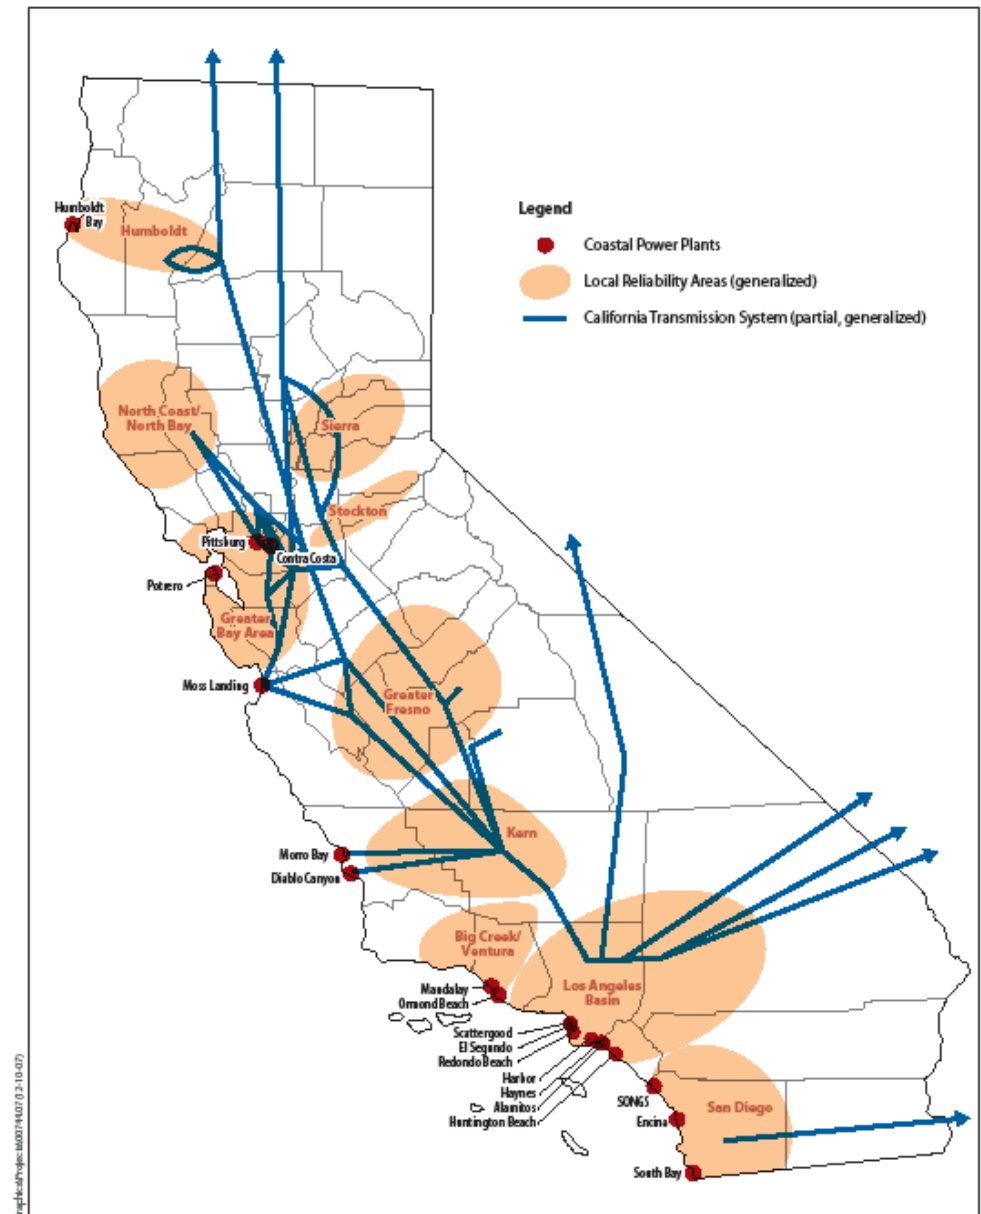 Legend
Coastal Power Plants
Local Reliability Areas (generalized)
California Transmission System (partial, generalized)
Humboldt
Bay
Humboldt
North Coast/
North Bay
Sierra
Stockton
Pittsburg
Contra Costa
Potrero
Greater
Bay Area
Moss Landing
Greater
Fresno
Kern
Morro Bay
Diablo Canyon
Big Creek/
Ventura
Los Angeles
Basin
Mandalay
Ormond Beach
Scattergood
El Segundo
Redondo Beach
Harbor
Haynes
Alamitos
Huntington Beach
SONGS
Encina
San Diego
South Bay